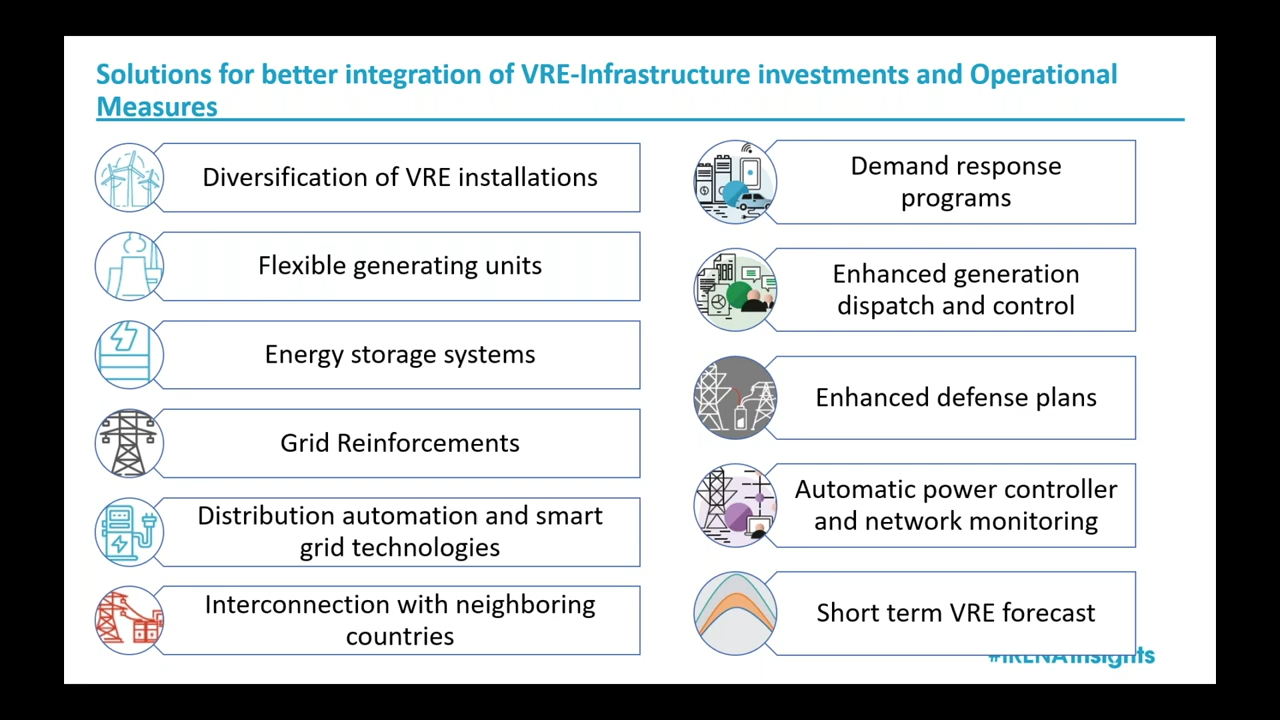 Solutions for better integration of VRE-Infrastructure investments and Operational
Measures
Diversification of VRE installations
Flexible generating units
Energy storage systems
Grid Reinforcements
Distribution automation and smart
grid technologies
Interconnection with neighboring
countries
Demand response
programs
Enhanced generation
dispatch and control
Enhanced defense plans
Automatic power controller
and network monitoring
Short term VRE forecast
#IRENAinsights